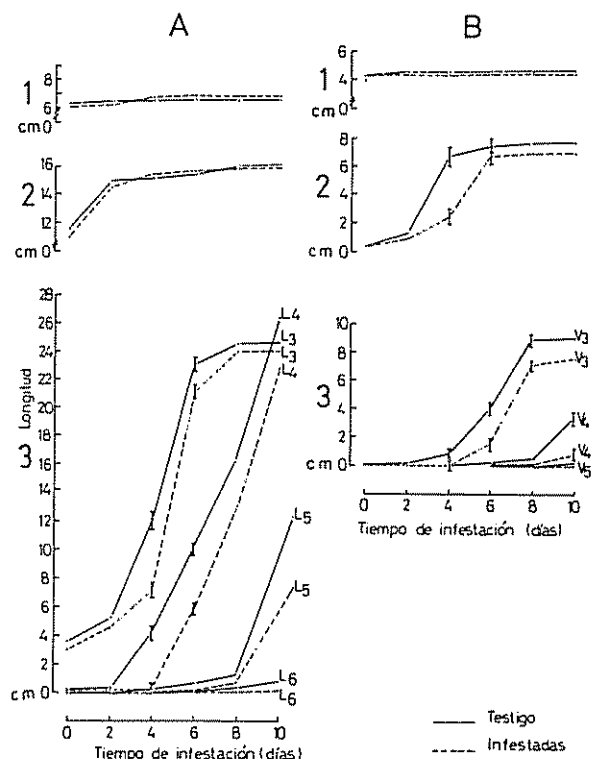 A
B
1
8
6
cm 0
2
16
14
12
cm 0
3
Longitud
28
26
24
22
20
18
16
14
12
10
8
6
4
2
cm 0
L4
L3
L3
L4
L5
L5
L6
L6
0 2 4 6 8 10
Tiempo de infestación (días)
1
6
4
cm 0
2
8
6
4
2
cm 0
3
10
8
6
4
2
cm 0
V3
V3
V4
V4
V5
0 2 4 6 8 10
Tiempo de infestación (días)
Testigo
Infestadas